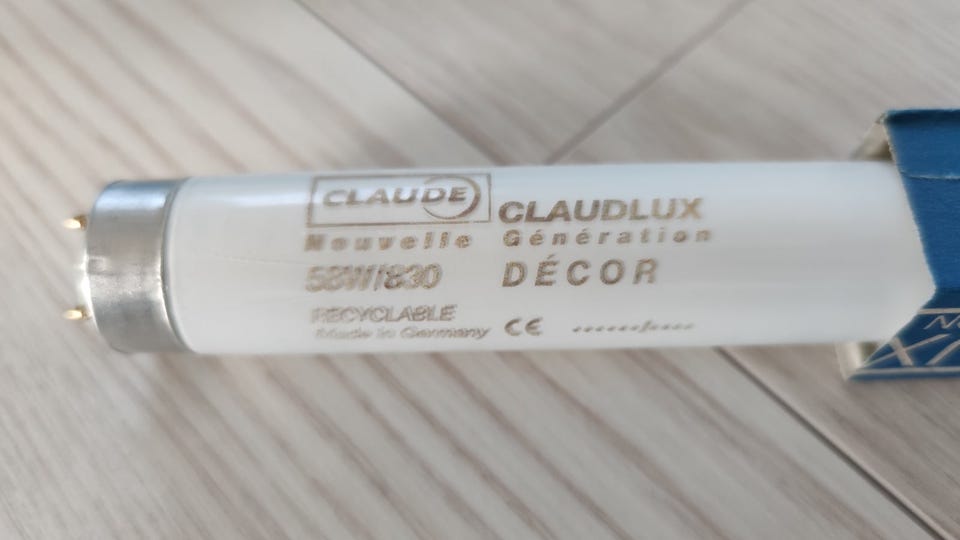 CLAUDE CLAUDLUX
Nouvelle Génération
58W/830 DÉCOR
RECYCLABLE
Made in Germany CE